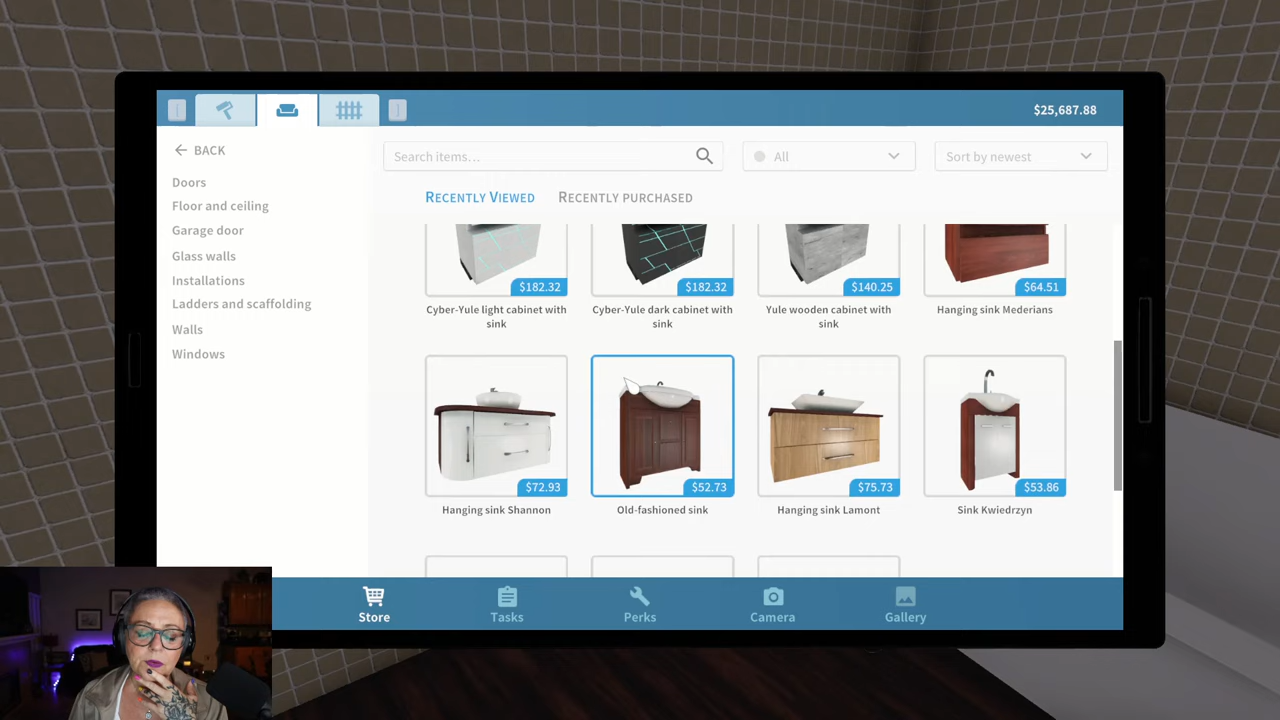 $25,687.88
BACK
Search items...
All
Sort by newest
Doors
Floor and ceiling
Garage door
Glass walls
Installations
Ladders and scaffolding
Walls
Windows
RECENTLY VIEWED
RECENTLY PURCHASED
$182.32
$182.32
$140.25
$64.51
Cyber-Yule light cabinet with
sink
Cyber-Yule dark cabinet with
sink
Yule wooden cabinet with
sink
Hanging sink Mederians
$72.93
$52.73
$75.73
$53.86
Hanging sink Shannon
Old-fashioned sink
Hanging sink Lamont
Sink Kwiedrzyn
Store
Tasks
Perks
Camera
Gallery